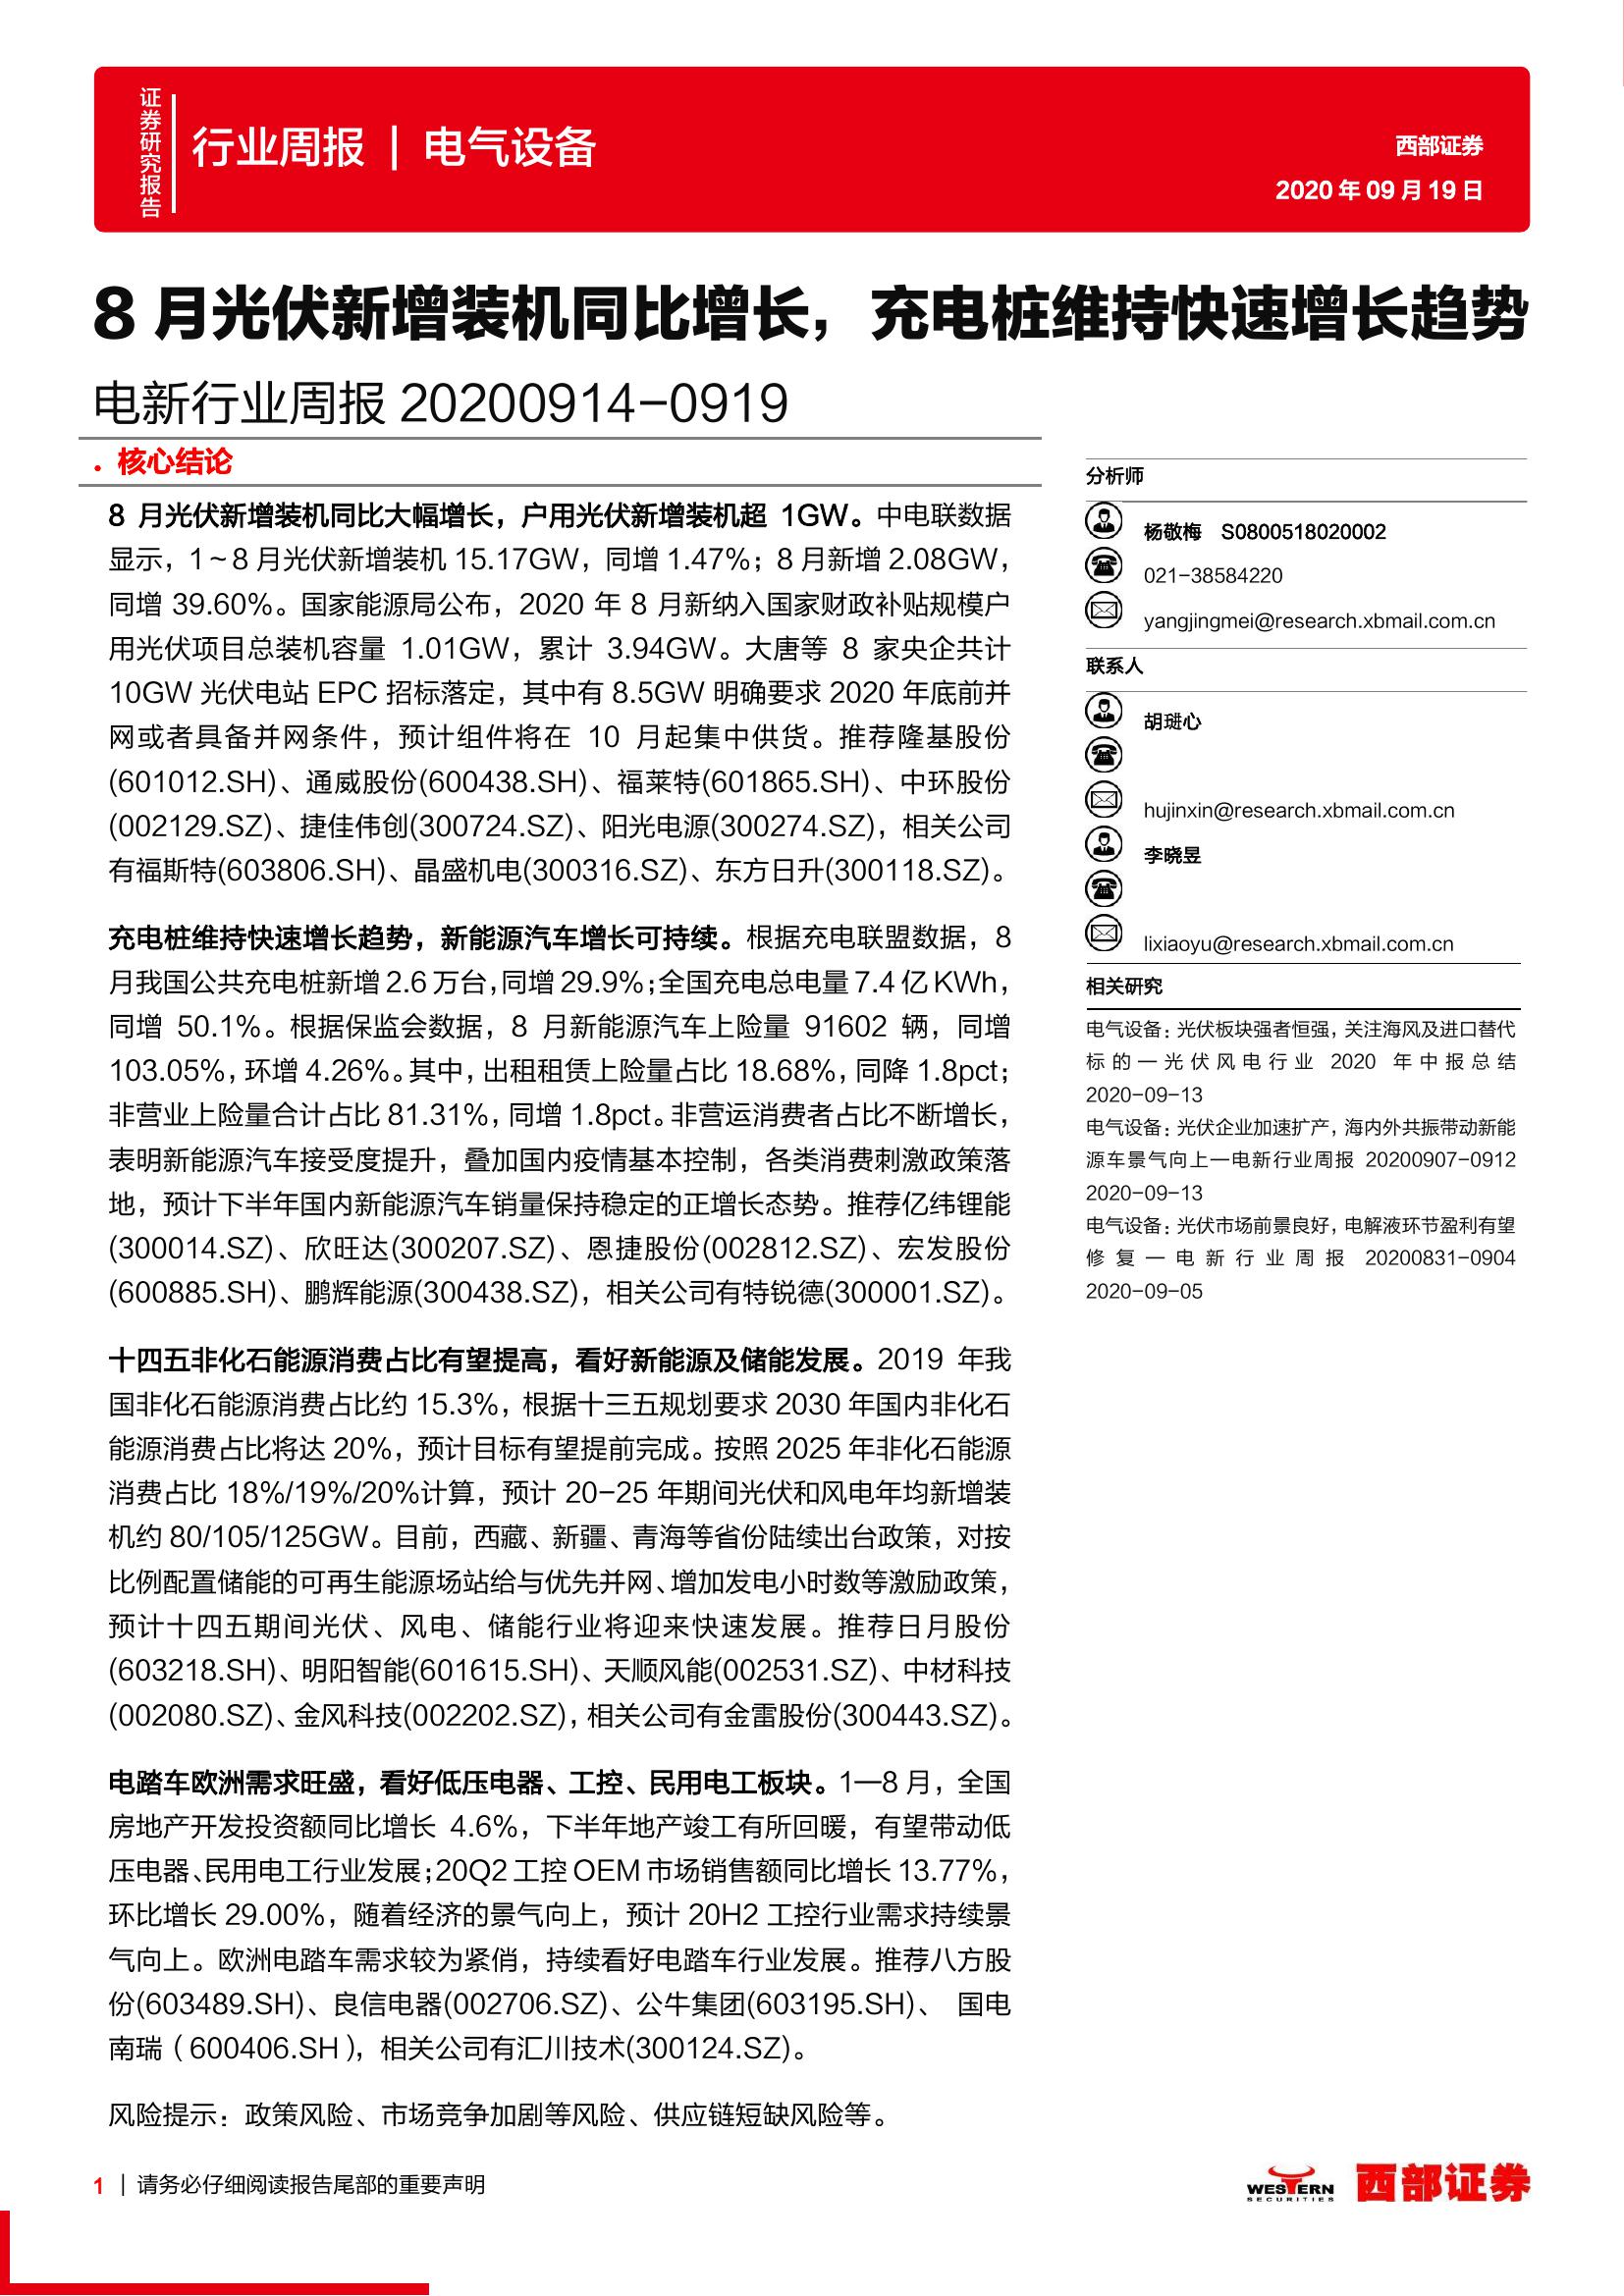 证券研究报告
行业周报 | 电气设备
西部证券
2020 年 09 月 19 日
8 月光伏新增装机同比增长，充电桩维持快速增长趋势
电新行业周报 20200914-0919
. 核心结论
8 月光伏新增装机同比大幅增长，户用光伏新增装机超 1GW。中电联数据
显示，1~8 月光伏新增装机 15.17GW，同增 1.47%；8 月新增 2.08GW，
同增 39.60%。国家能源局公布，2020 年 8 月新纳入国家财政补贴规模户
用光伏项目总装机容量 1.01GW，累计 3.94GW。大唐等 8 家央企共计
10GW 光伏电站 EPC 招标落定，其中有 8.5GW 明确要求 2020 年底前并
网或者具备并网条件，预计组件将在 10 月起集中供货。推荐隆基股份
(601012.SH)、通威股份(600438.SH)、福莱特(601865.SH)、中环股份
(002129.SZ)、捷佳伟创(300724.SZ)、阳光电源(300274.SZ)，相关公司
有福斯特(603806.SH)、晶盛机电(300316.SZ)、东方日升(300118.SZ)。
充电桩维持快速增长趋势，新能源汽车增长可持续。根据充电联盟数据，8
月我国公共充电桩新增 2.6 万台，同增 29.9%；全国充电总电量 7.4 亿 KWh，
同增 50.1%。根据保监会数据，8 月新能源汽车上险量 91602 辆，同增
103.05%，环增 4.26%。其中，出租租赁上险量占比 18.68%，同降 1.8pct；
非营业上险量合计占比 81.31%，同增 1.8pct。非营运消费者占比不断增长，
表明新能源汽车接受度提升，叠加国内疫情基本控制，各类消费刺激政策落
地，预计下半年国内新能源汽车销量保持稳定的正增长态势。推荐亿纬锂能
(300014.SZ)、欣旺达(300207.SZ)、恩捷股份(002812.SZ)、宏发股份
(600885.SH)、鹏辉能源(300438.SZ)，相关公司有特锐德(300001.SZ)。
十四五非化石能源消费占比有望提高，看好新能源及储能发展。2019 年我
国非化石能源消费占比约 15.3%，根据十三五规划要求 2030 年国内非化石
能源消费占比将达 20%，预计目标有望提前完成。按照 2025 年非化石能源
消费占比 18%/19%/20%计算，预计 20-25 年期间光伏和风电年均新增装
机约 80/105/125GW。目前，西藏、新疆、青海等省份陆续出台政策，对按
比例配置储能的可再生能源场站给与优先并网、增加发电小时数等激励政策，
预计十四五期间光伏、风电、储能行业将迎来快速发展。推荐日月股份
(603218.SH)、明阳智能(601615.SH)、天顺风能(002531.SZ)、中材科技
(002080.SZ)、金风科技(002202.SZ)，相关公司有金雷股份(300443.SZ)。
电踏车欧洲需求旺盛，看好低压电器、工控、民用电工板块。1—8 月，全国
房地产开发投资额同比增长 4.6%，下半年地产竣工有所回暖，有望带动低
压电器、民用电工行业发展；20Q2 工控 OEM 市场销售额同比增长 13.77%，
环比增长 29.00%，随着经济的景气向上，预计 20H2 工控行业需求持续景
气向上。欧洲电踏车需求较为紧俏，持续看好电踏车行业发展。推荐八方股
份(603489.SH)、良信电器(002706.SZ)、公牛集团(603195.SH)、 国电
南瑞（600406.SH），相关公司有汇川技术(300124.SZ)。
风险提示：政策风险、市场竞争加剧等风险、供应链短缺风险等。
分析师
杨敬梅 S0800518020002
021-38584220
yangjingmei@research.xbmail.com.cn
联系人
胡琎心
hujinxin@research.xbmail.com.cn
李晓昱
lixiaoyu@research.xbmail.com.cn
相关研究
电气设备：光伏板块强者恒强，关注海风及进口替代
标的—光伏风电行业 2020 年中报总结
2020-09-13
电气设备：光伏企业加速扩产，海内外共振带动新能
源车景气向上—电新行业周报 20200907-0912
2020-09-13
电气设备：光伏市场前景良好，电解液环节盈利有望
修复—电新行业周报 20200831-0904
2020-09-05
1 | 请务必仔细阅读报告尾部的重要声明
WESTERN
SECURITIES
西部证券